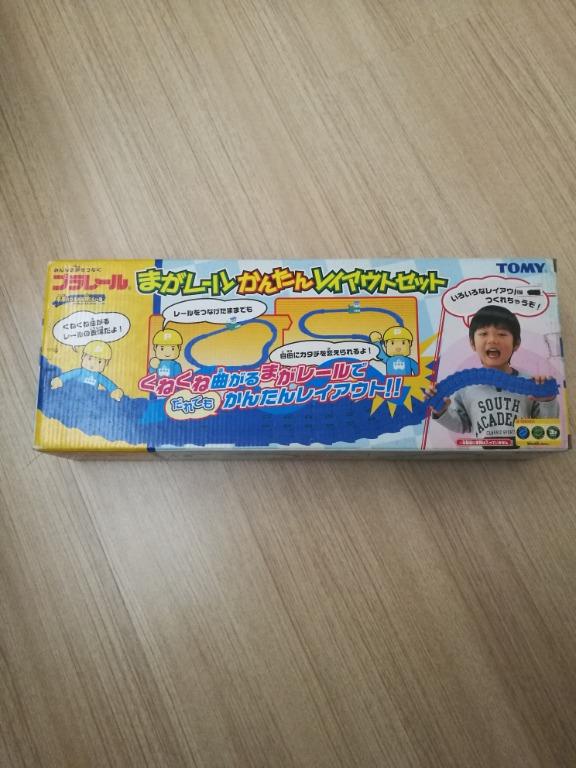 プラレール
まがレール かんたんレイアウトセット
TOMY
くねくね曲がる
レールの表現だよ!
レールをつなげたままでも
自由にカタチを変えられるよ!
いろいろなレイアウトが
つくれちゃうぞ!
くねくね曲がるまがレールで
だれでも かんたんレイアウト!!
SOUTH
ACADE